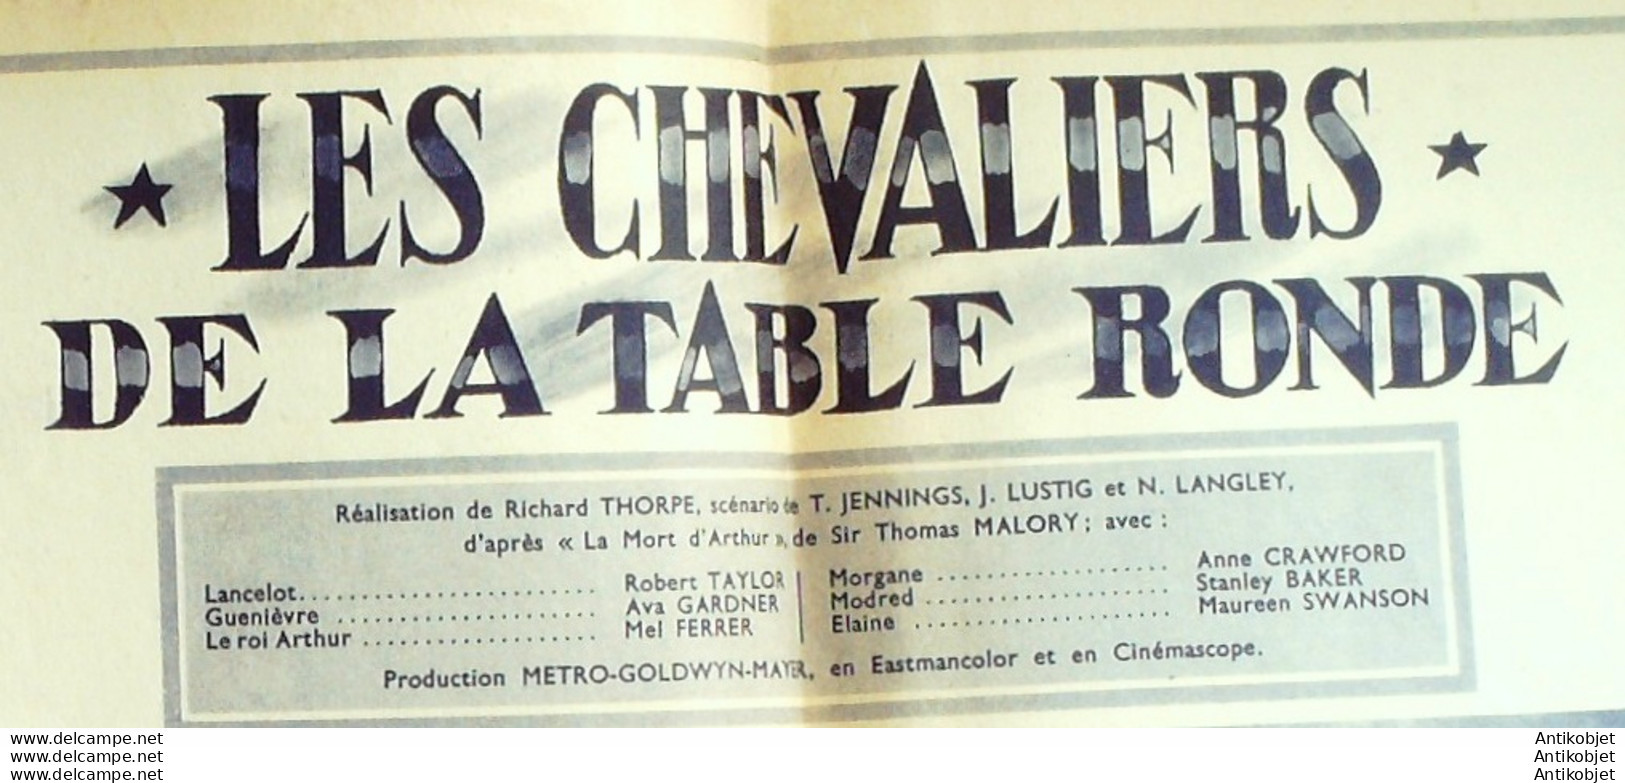 ★ LES CHEVALIERS ★
DE LA TABLE RONDE
Réalisation de Richard THORPE, scénario de T. JENNINGS, J. LUSTIG et N. LANGLEY,
d'après « La Mort d'Arthur », de Sir Thomas MALORY ; avec :
Lancelot........................ Robert TAYLOR
Guenièvre ..................... Ava GARDNER
Le roi Arthur ................... Mel FERRER
Morgane .................... Anne CRAWFORD
Modred ..................... Stanley BAKER
Elaine ...................... Maureen SWANSON
Production METRO-GOLDWYN-MAYER, en Eastmancolor et en Cinémascope.
www.delcampe.net
www.delcampe.net
www.delcampe.net
Antikobjet
Antikobjet
Antikobjet